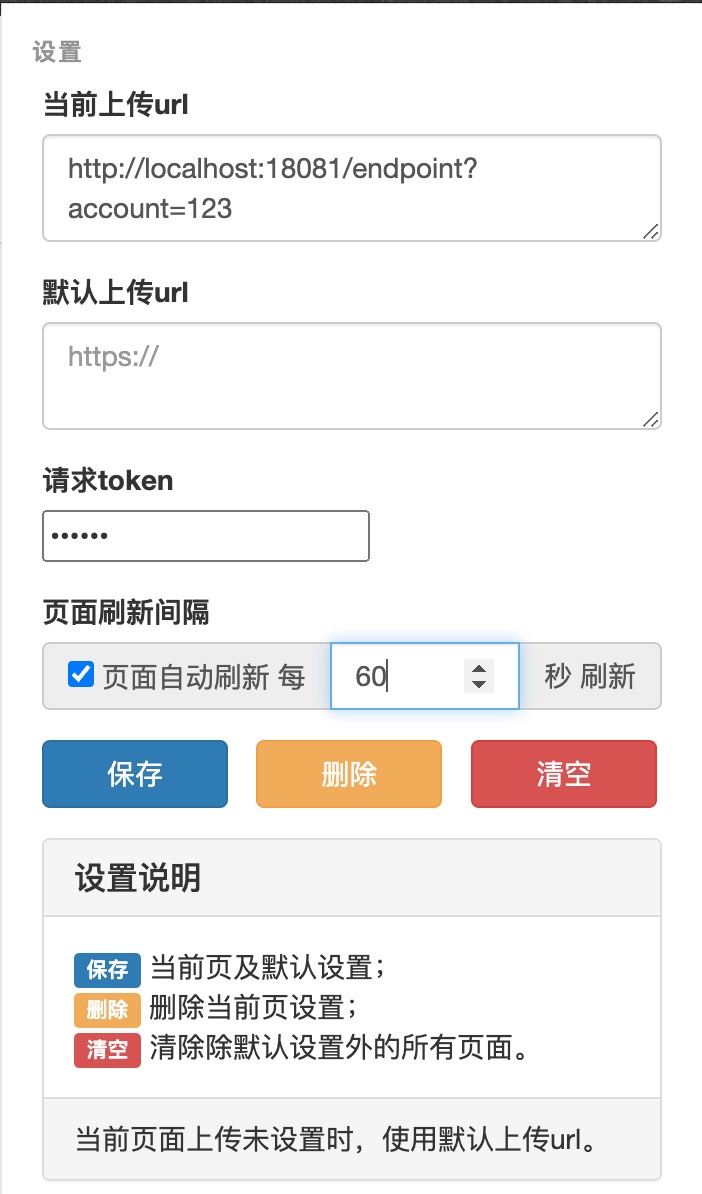 设置
当前上传url
http://localhost:18081/endpoint?
account=123
默认上传url
https://
请求token
••••••
页面刷新间隔
页面自动刷新 每 60 秒 刷新
保存 删除 清空
设置说明
保存 当前页及默认设置；
删除 删除当前页设置；
清空 清除除默认设置外的所有页面。
当前页面上传未设置时，使用默认上传url。